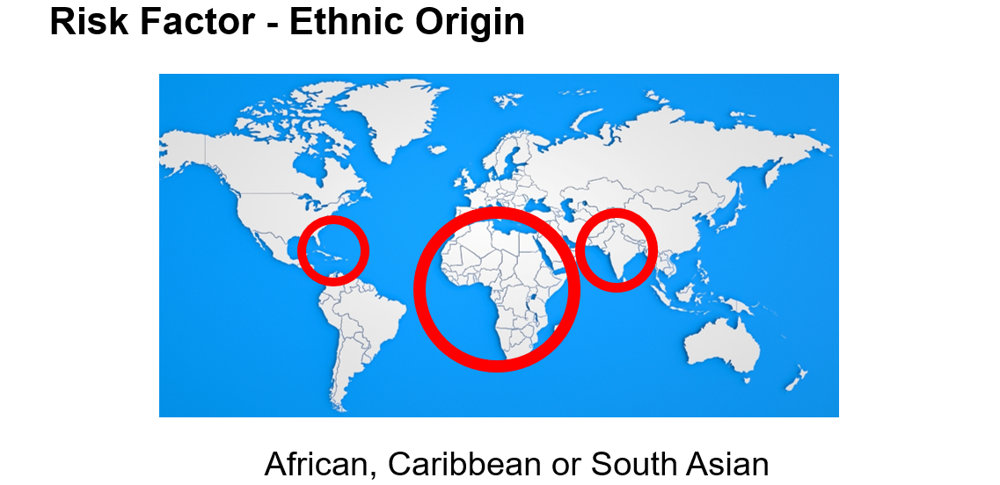 Risk Factor - Ethnic Origin
African, Caribbean or South Asian